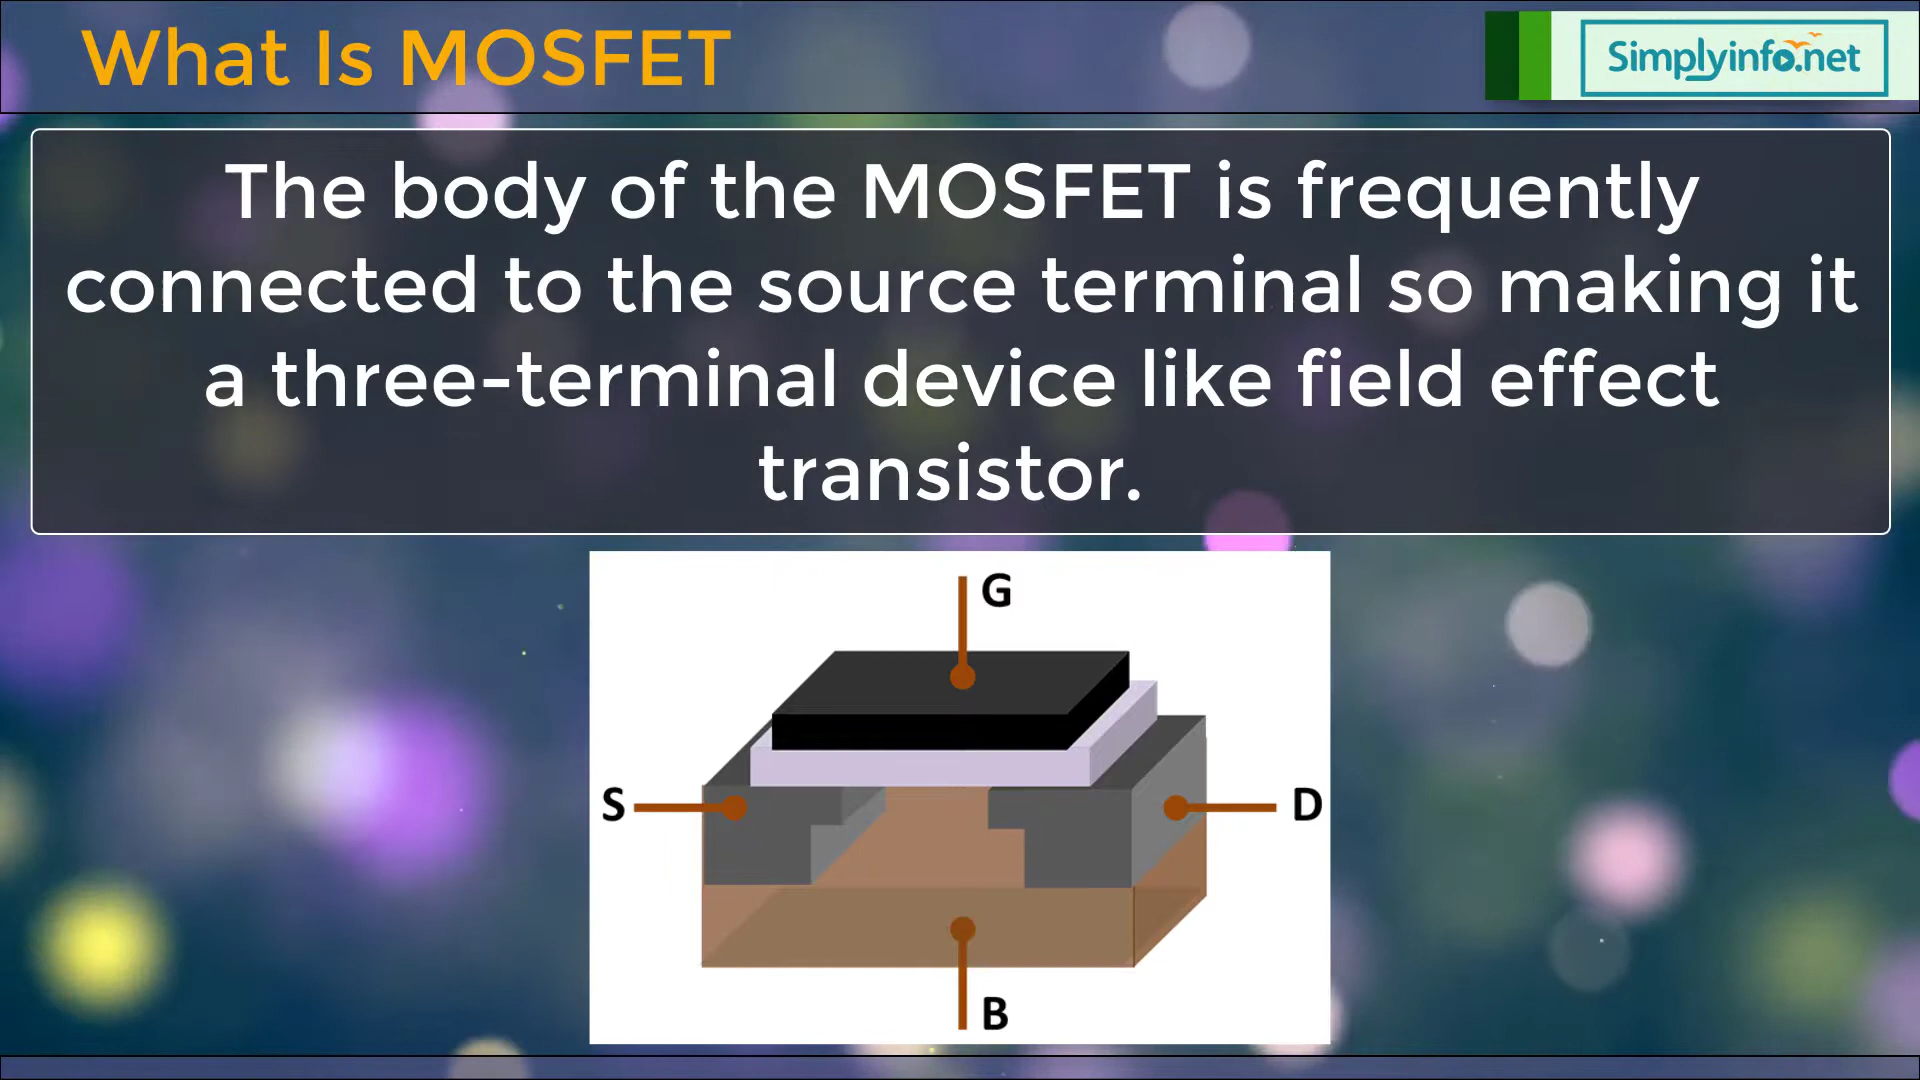 What Is MOSFET
Simplyinfo.net
The body of the MOSFET is frequently
connected to the source terminal so making it
a three-terminal device like field effect
transistor.
G
S
D
B